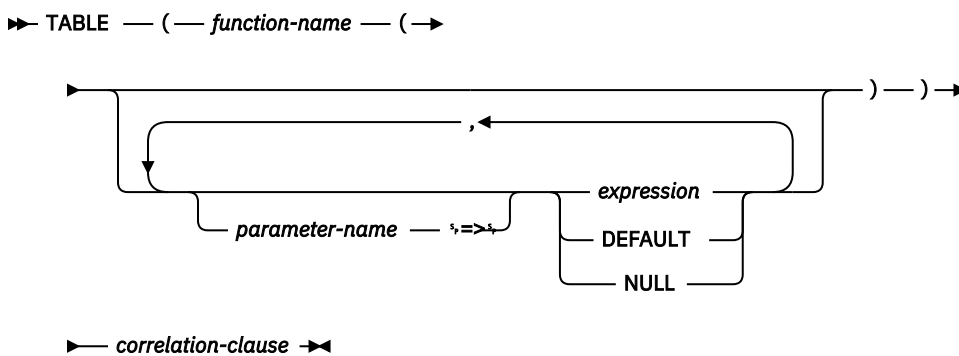 TABLE ( function-name (
) )
,
expression
parameter-name =>
DEFAULT
NULL
correlation-clause